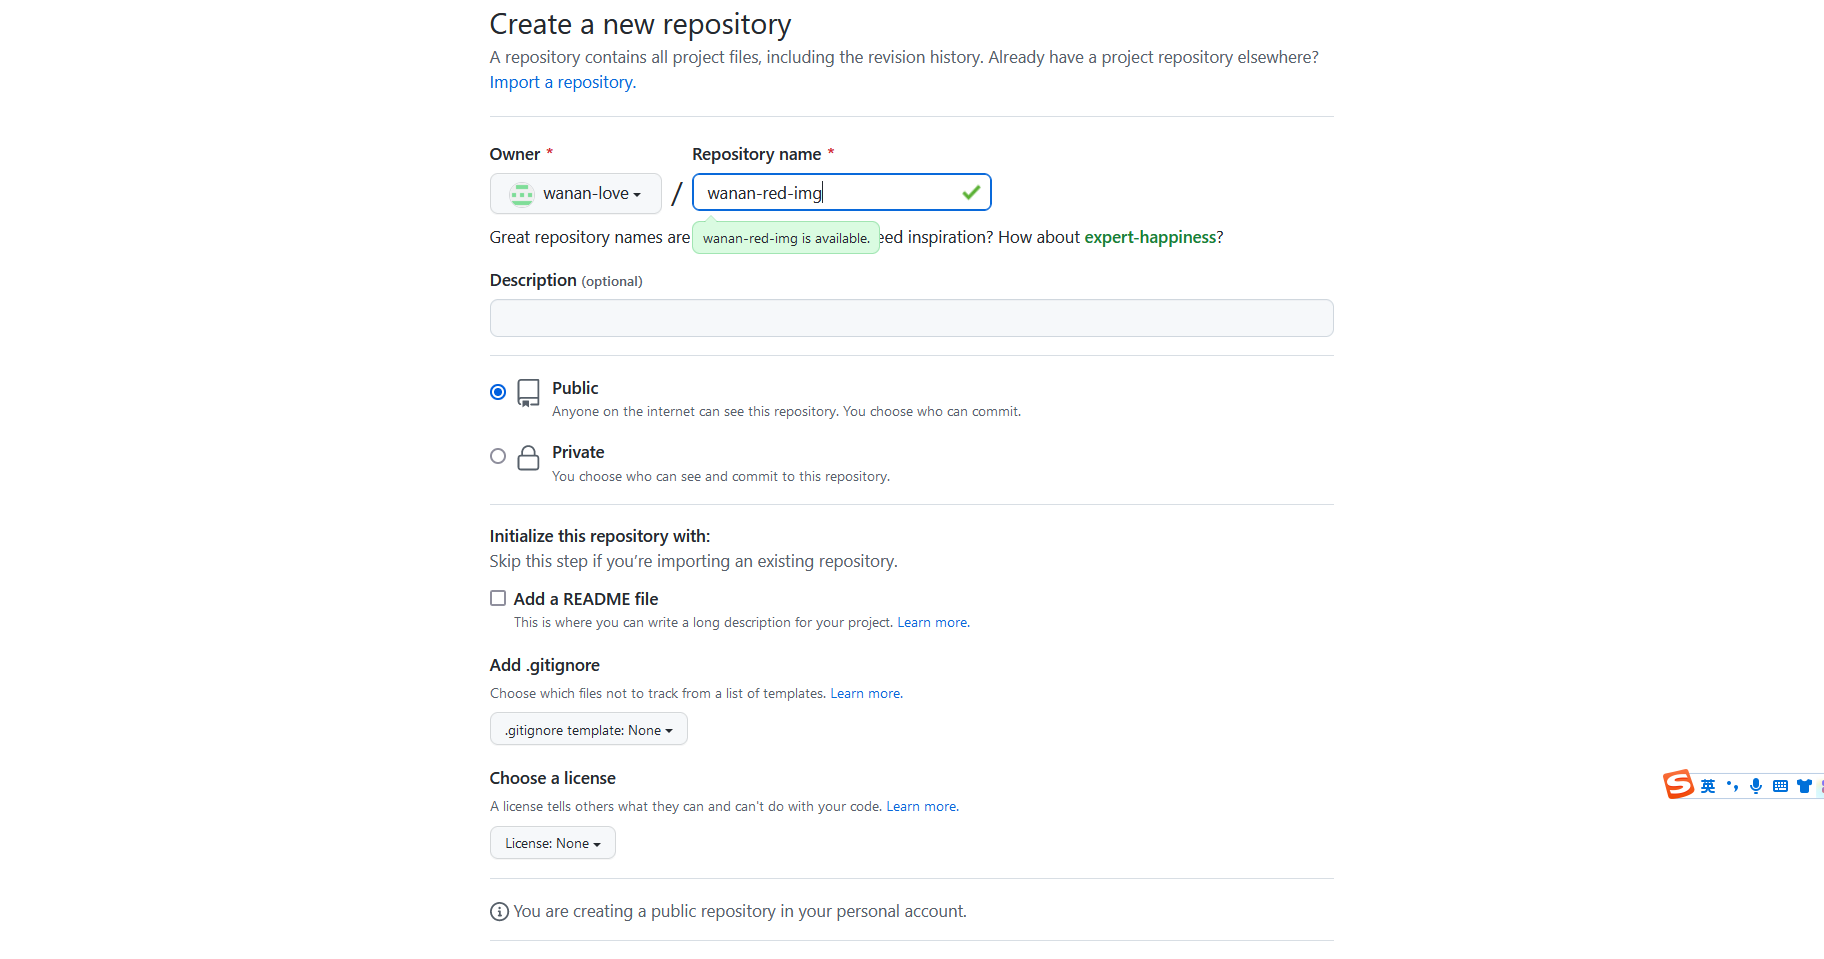 Create a new repository
A repository contains all project files, including the revision history. Already have a project repository elsewhere?
Import a repository.
Owner *
Repository name *
wanan-love
/
wanan-red-img
Great repository names are
wanan-red-img is available.
eed inspiration? How about expert-happiness?
Description (optional)
Public
Anyone on the internet can see this repository. You choose who can commit.
Private
You choose who can see and commit to this repository.
Initialize this repository with:
Skip this step if you’re importing an existing repository.
Add a README file
This is where you can write a long description for your project. Learn more.
Add .gitignore
Choose which files not to track from a list of templates. Learn more.
.gitignore template: None
Choose a license
A license tells others what they can and can't do with your code. Learn more.
License: None
S 英
You are creating a public repository in your personal account.